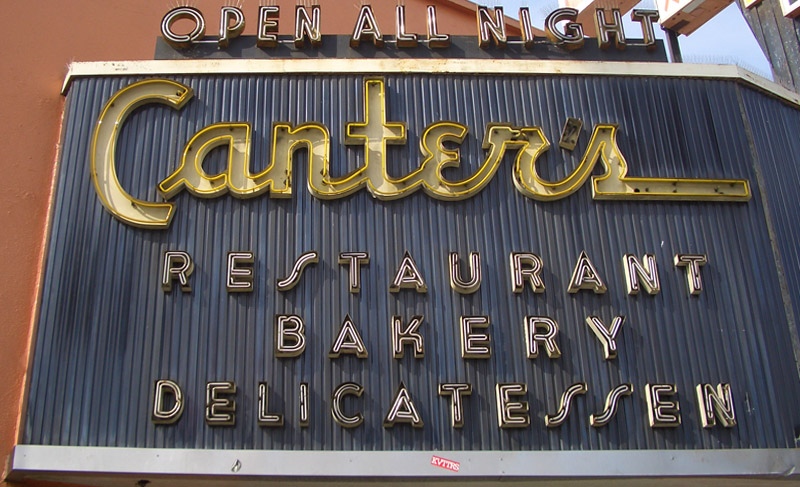 OPEN ALL NIGHT
Canter's
RESTAURANT
BAKERY
DELICATESSEN